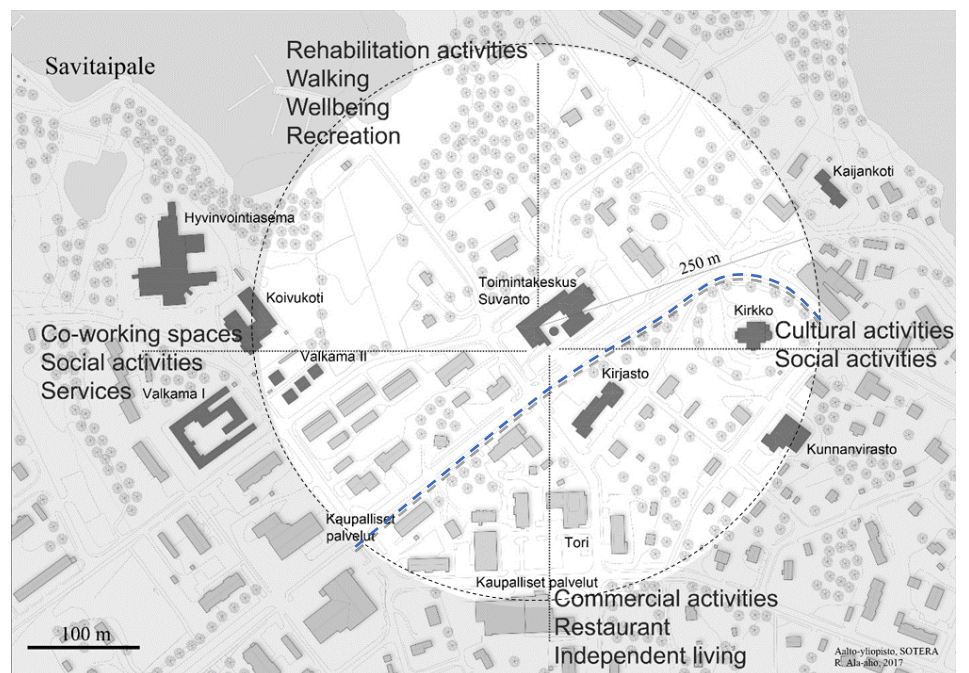 Savitaipale
Rehabilitation activities
Walking
Wellbeing
Recreation
Kaijankoti
Hyvinvointiasema
250 m
Koivukoti
Toimintakeskus
Suvanto
Kirkko
Co-working spaces
Social activities
Services
Cultural activities
Social activities
Valkama II
Kirjasto
Valkama I
Kunnanvirasto
Kaupalliset
palvelut
Tori
Kaupalliset palvelut
Commercial activities
Restaurant
Independent living
100 m
Aalto-yliopisto, SOTERA
R. Ala-aho, 2017